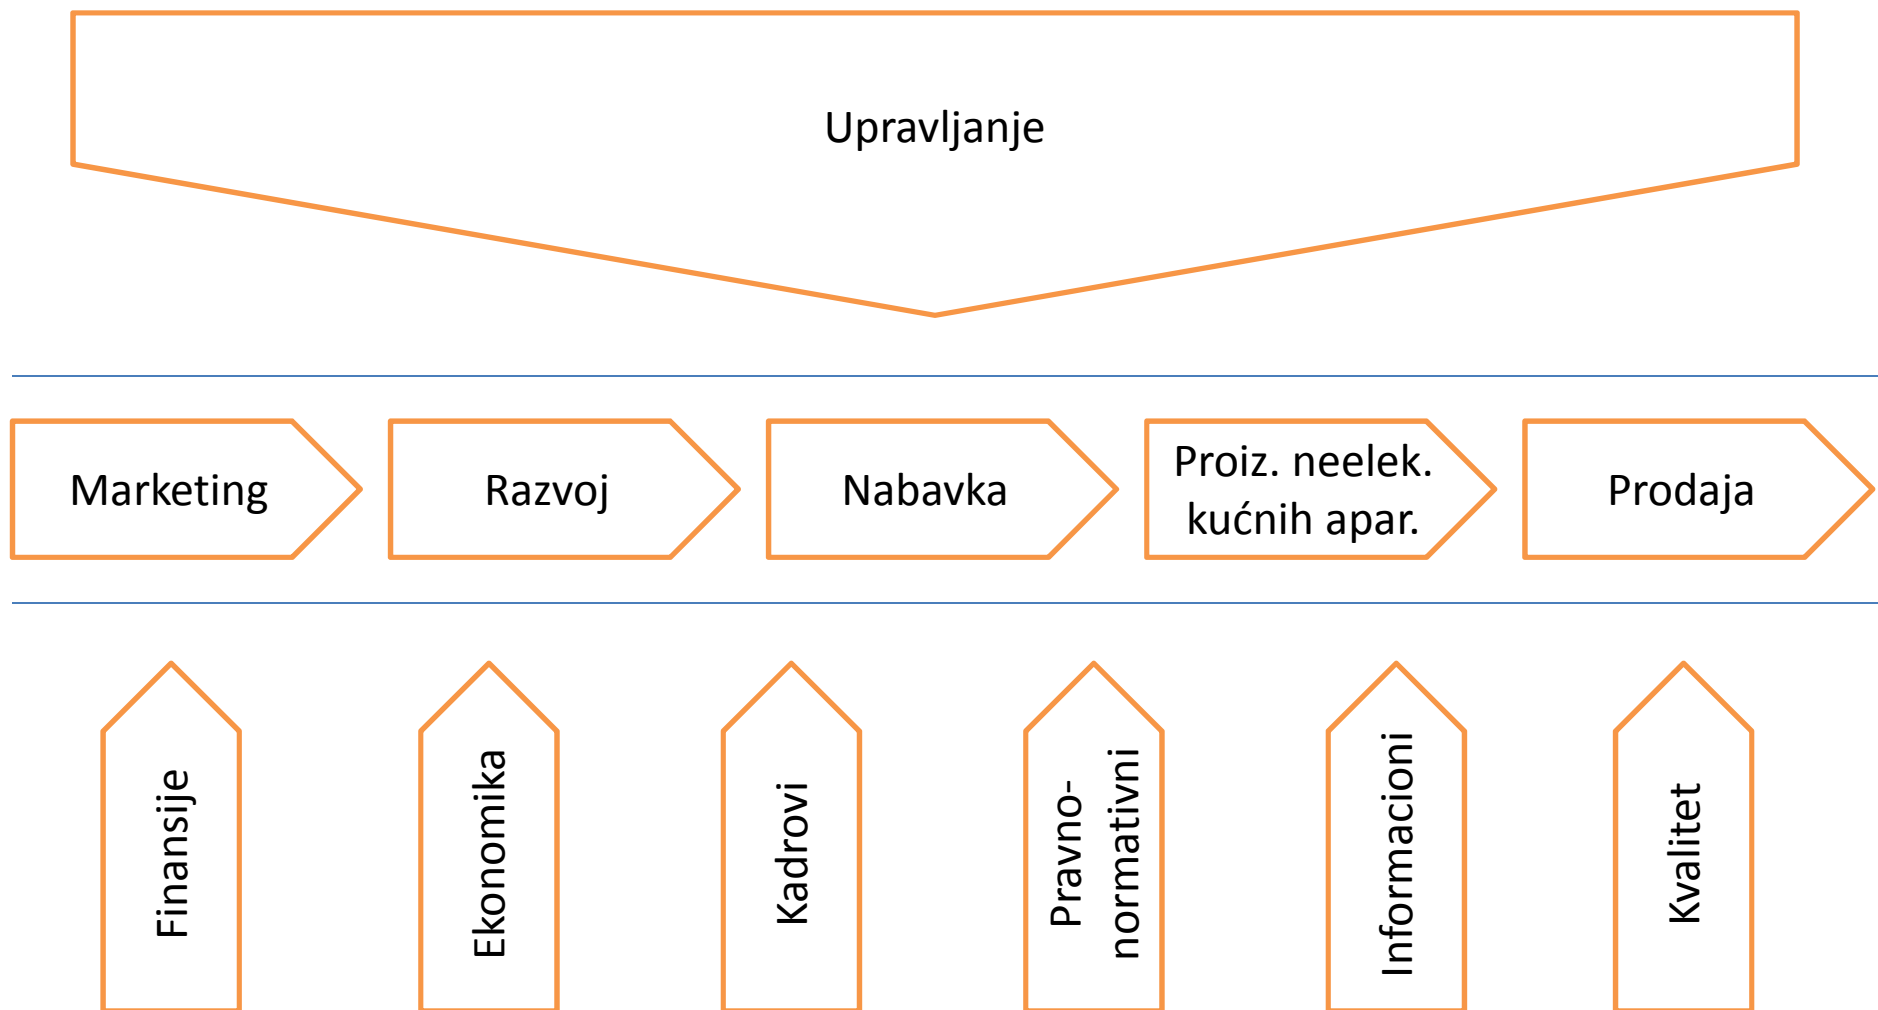 Upravljanje
Marketing
Razvoj
Nabavka
Proiz. neelek.
kućnih apar.
Prodaja
Finansije
Ekonomika
Kadrovi
Pravno-
normativni
Informacioni
Kvalitet